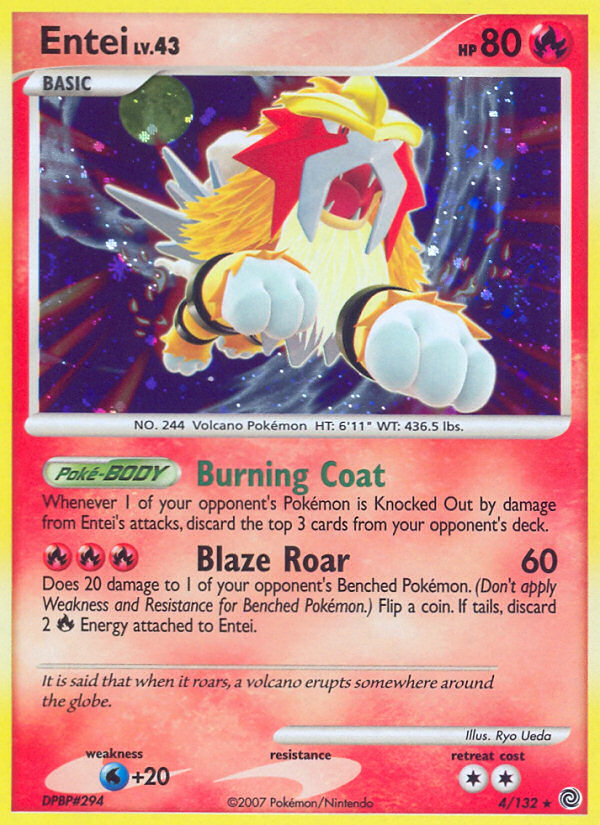 Entei LV.43 HP 80
BASIC
NO. 244 Volcano Pokémon HT: 6'11" WT: 436.5 lbs.
Poké-BODY Burning Coat
Whenever 1 of your opponent's Pokémon is Knocked Out by damage
from Entei's attacks, discard the top 3 cards from your opponent's deck.
Blaze Roar 60
Does 20 damage to 1 of your opponent's Benched Pokémon. (Don't apply
Weakness and Resistance for Benched Pokémon.) Flip a coin. If tails, discard
2 Energy attached to Entei.
It is said that when it roars, a volcano erupts somewhere around
the globe.
Illus. Ryo Ueda
weakness resistance retreat cost
+20
DPBP#294 ©2007 Pokémon/Nintendo 4/132 ★